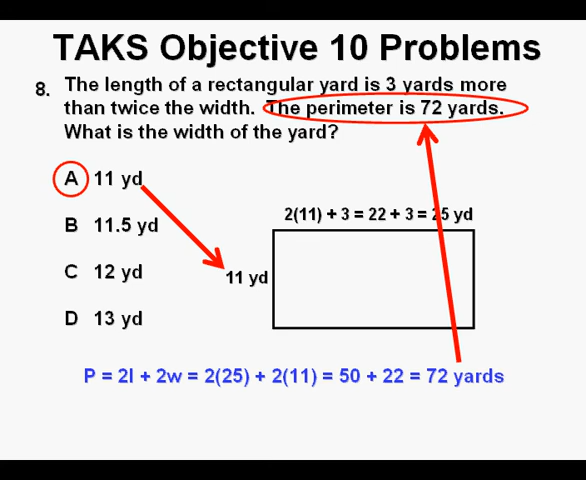 TAKS Objective 10 Problems
8. The length of a rectangular yard is 3 yards more
than twice the width. The perimeter is 72 yards.
What is the width of the yard?
A 11 yd
2(11) + 3 = 22 + 3 = 25 yd
B 11.5 yd
C 12 yd
11 yd
D 13 yd
P = 2l + 2w = 2(25) + 2(11) = 50 + 22 = 72 yards